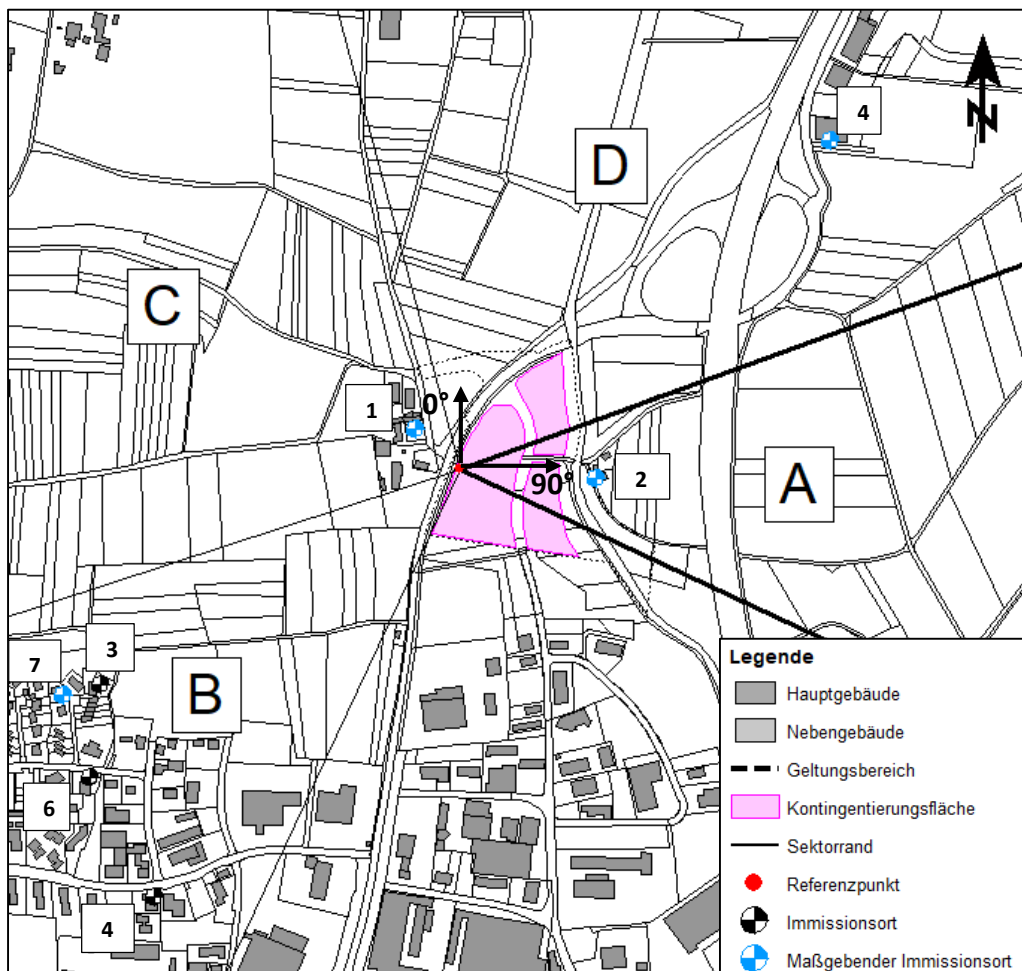 4
N
D
C
1
0°
90°
2
A
7
3
B
6
4
Legende
Hauptgebäude
Nebengebäude
Geltungsbereich
Kontingentierungsfläche
Sektorrand
Referenzpunkt
Immissionsort
Maßgebender Immissionsort